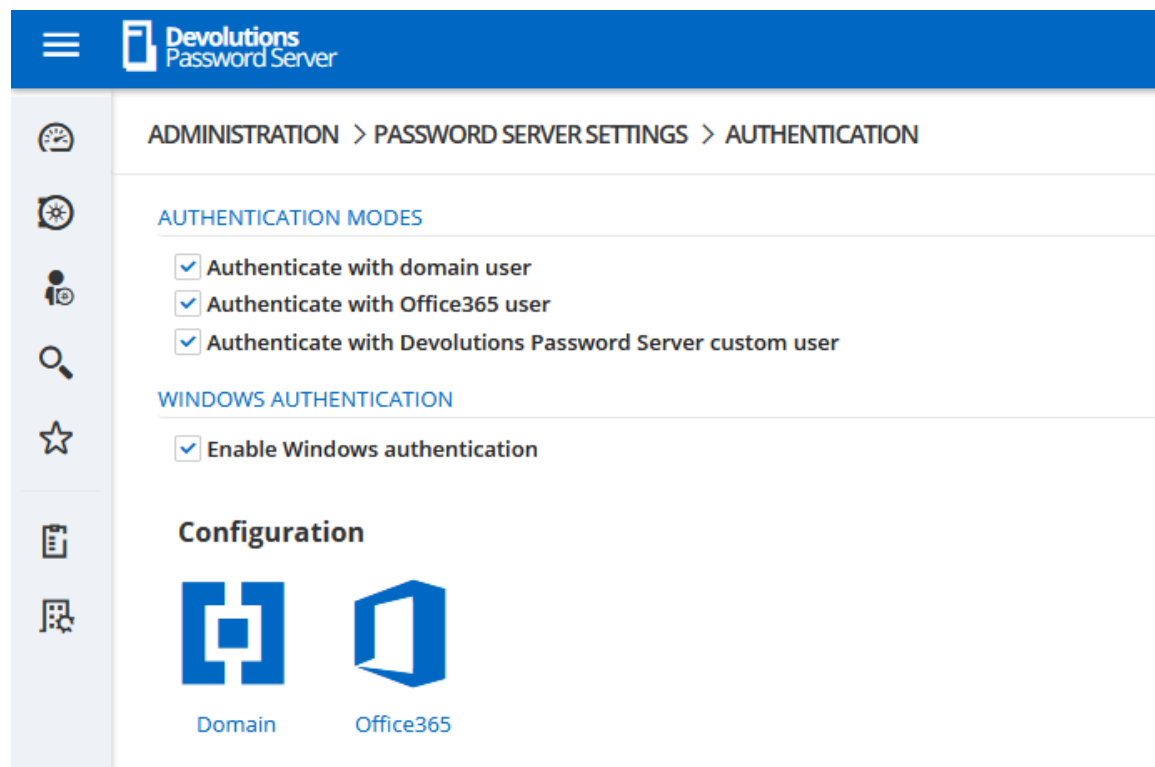 Devolutions
Password Server
ADMINISTRATION > PASSWORD SERVER SETTINGS > AUTHENTICATION
AUTHENTICATION MODES
Authenticate with domain user
Authenticate with Office365 user
Authenticate with Devolutions Password Server custom user
WINDOWS AUTHENTICATION
Enable Windows authentication
Configuration
Domain Office365